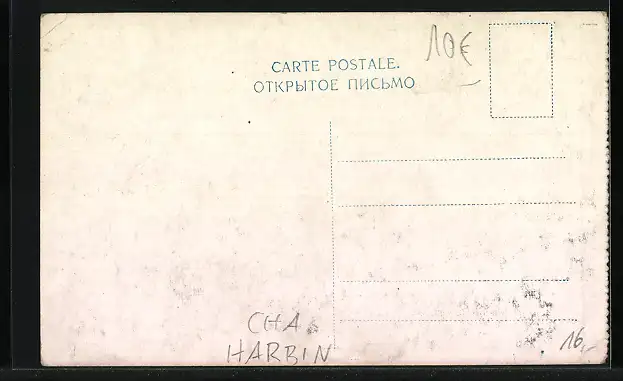 10€
CARTE POSTALE.
ОТКРЫТОЕ ПИСЬМО
CHA
HARBIN
16,-